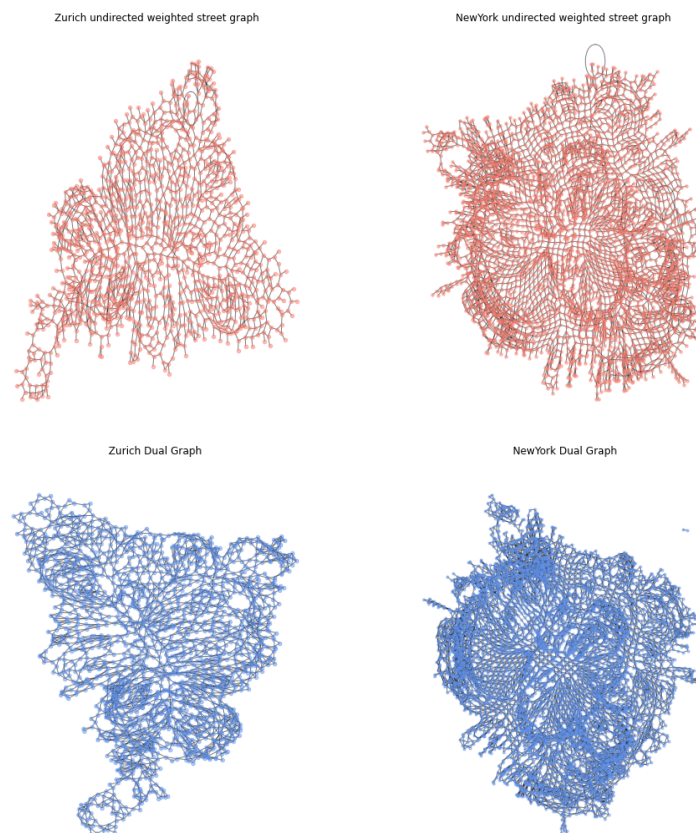 Zurich undirected weighted street graph
NewYork undirected weighted street graph
Zurich Dual Graph
NewYork Dual Graph